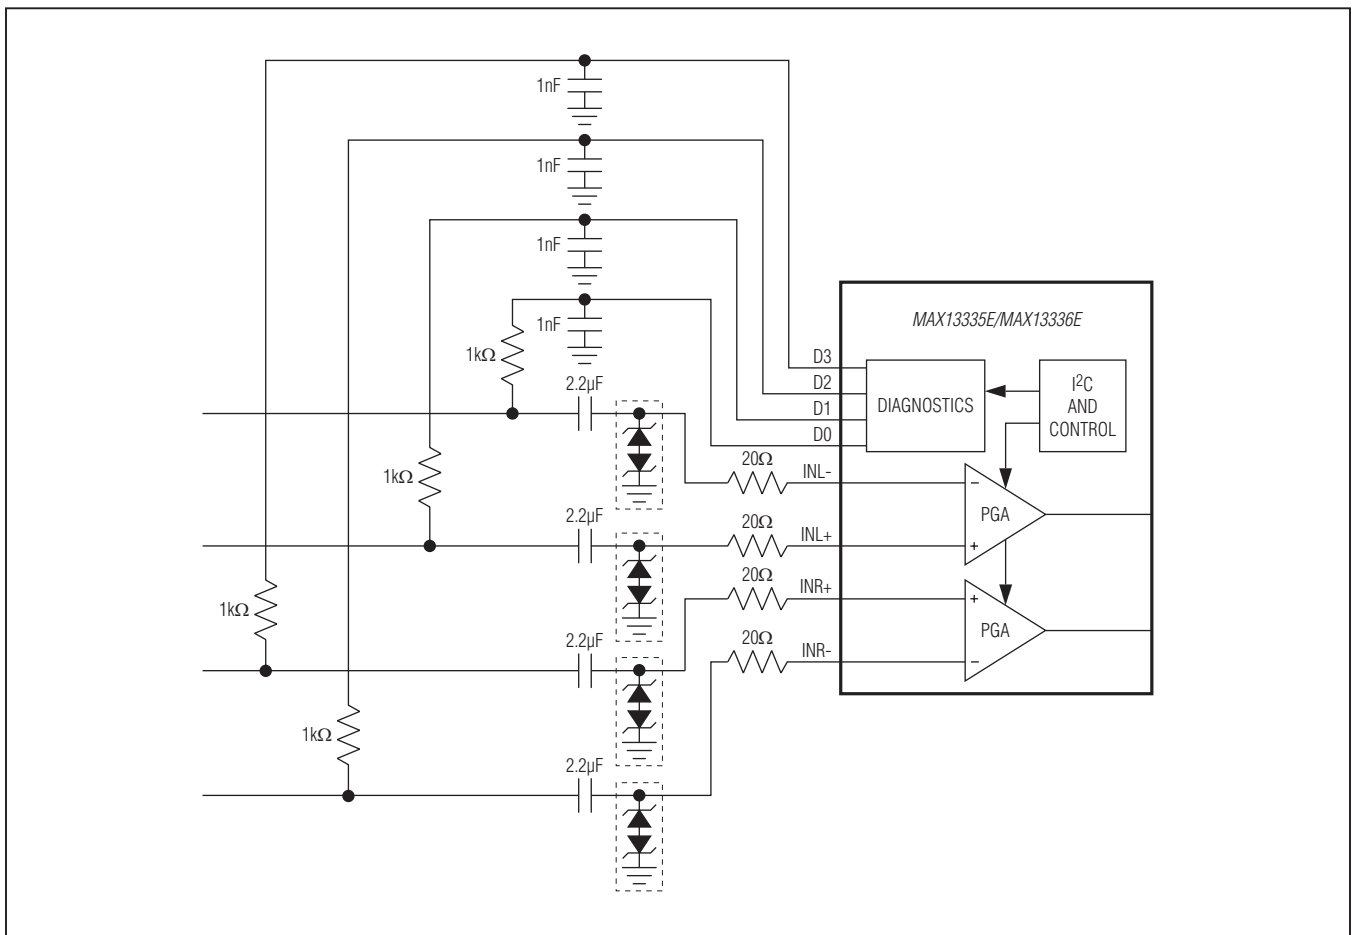 1nF
1nF
1nF
1nF
MAX13335E/MAX13336E
1kΩ
D3
D2
D1
D0
DIAGNOSTICS
I²C
AND
CONTROL
2.2µF
1kΩ
20Ω
INL-
−
PGA
2.2µF
20Ω
INL+
+
20Ω
INR+
+
1kΩ
PGA
2.2µF
20Ω
INR-
−
1kΩ
2.2µF